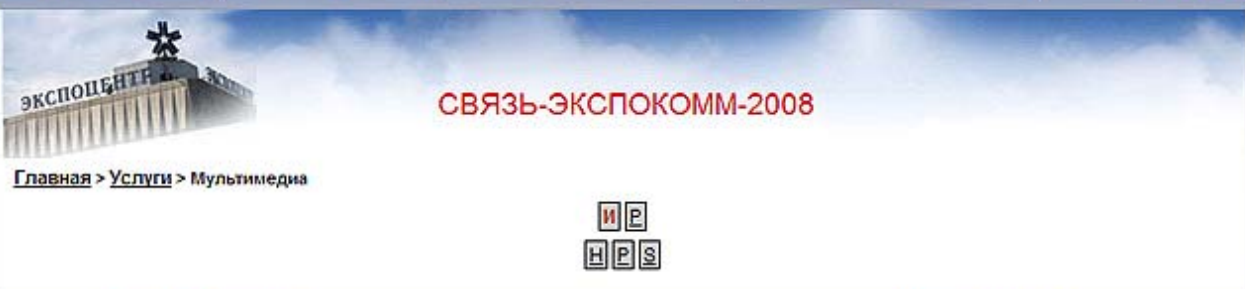 ЭКСПОЦЕНТР
СВЯЗЬ-ЭКСПОКОММ-2008
Главная > Услуги > Мультимедиа
И Р
H P S